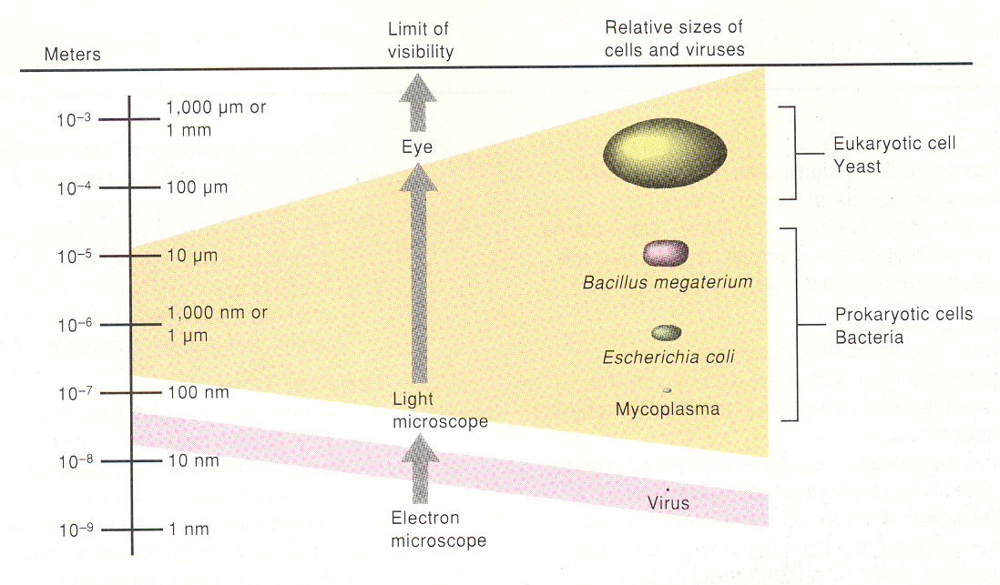 Meters
Limit of
visibility
Relative sizes of
cells and viruses
10⁻³
1,000 µm or
1 mm
Eye
Eukaryotic cell
Yeast
10⁻⁴
100 µm
10⁻⁵
10 µm
Bacillus megaterium
10⁻⁶
1,000 nm or
1 µm
Prokaryotic cells
Bacteria
Escherichia coli
10⁻⁷
100 nm
Light
microscope
Mycoplasma
10⁻⁸
10 nm
Virus
10⁻⁹
1 nm
Electron
microscope